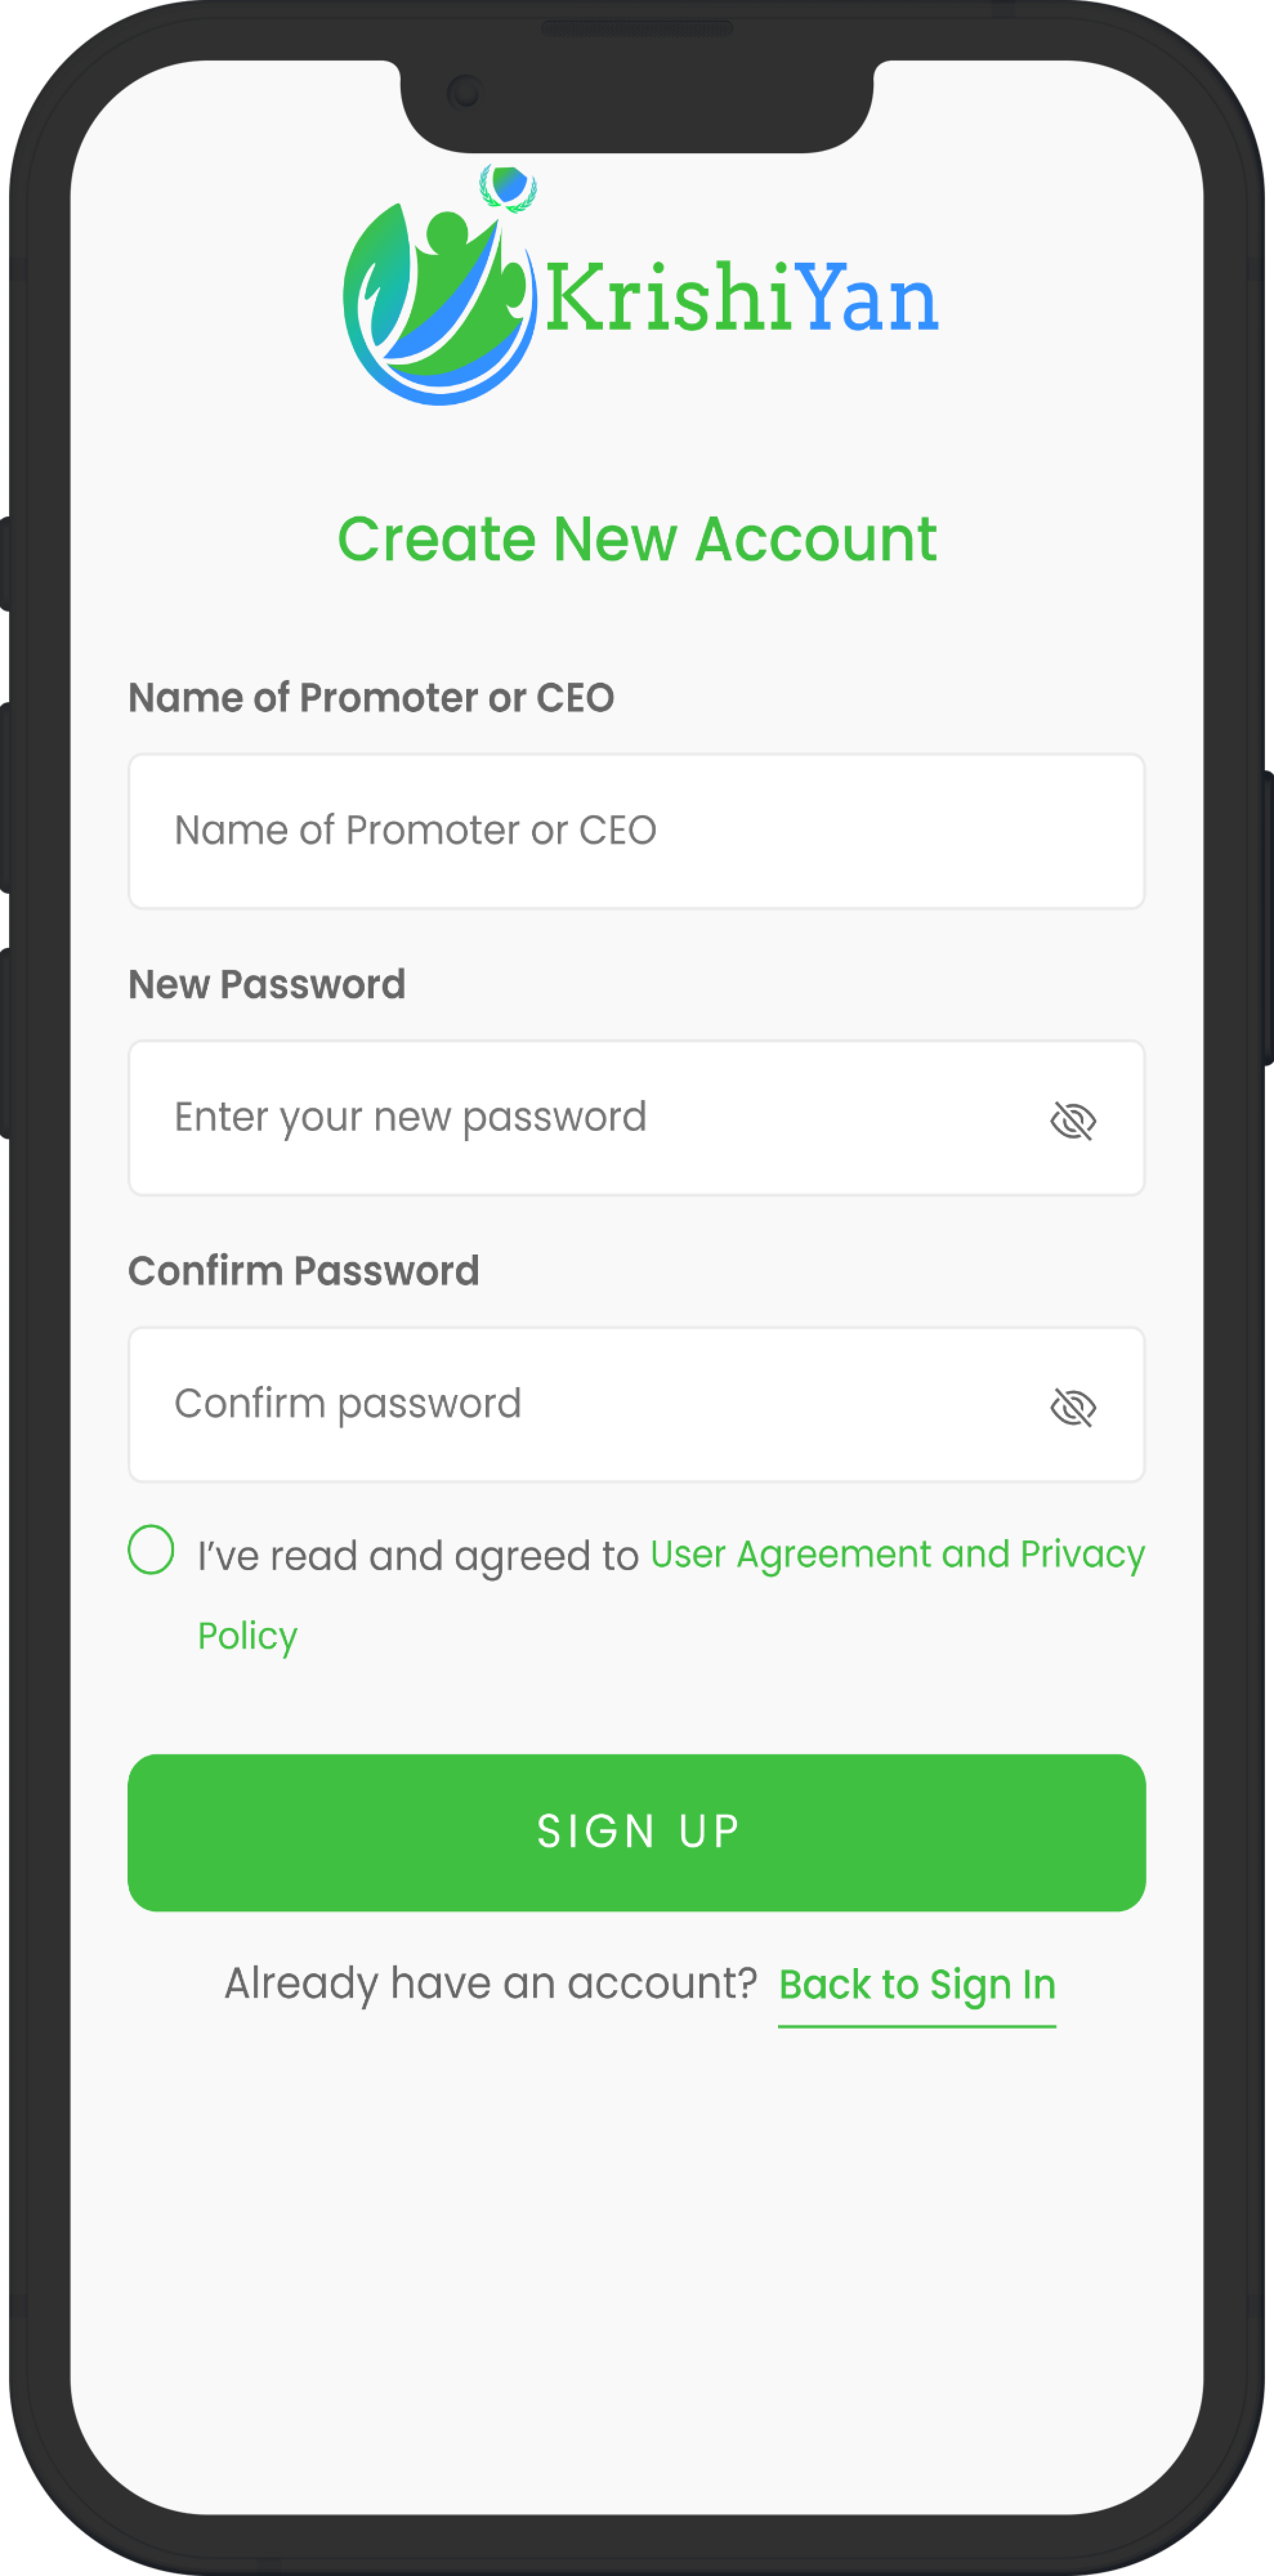 KrishiYan
Create New Account
Name of Promoter or CEO
Name of Promoter or CEO
New Password
Enter your new password
Confirm Password
Confirm password
I’ve read and agreed to User Agreement and Privacy
Policy
SIGN UP
Already have an account? Back to Sign In